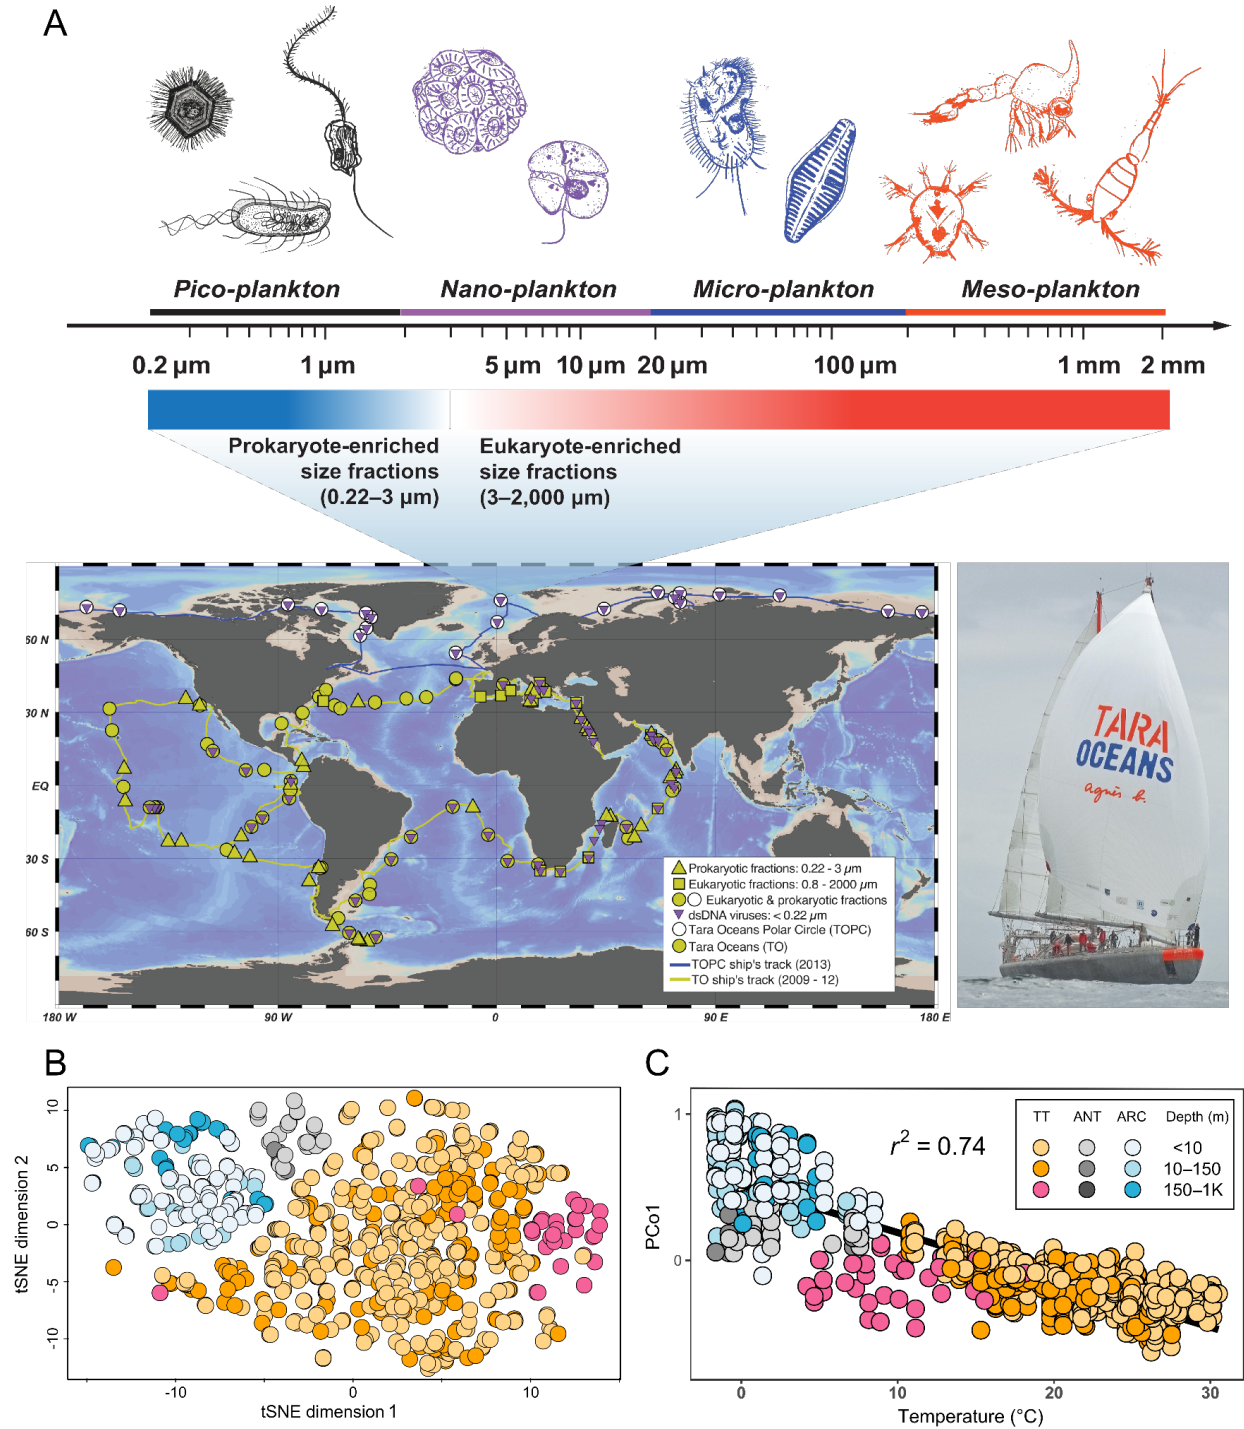 A
Pico-plankton Nano-plankton Micro-plankton Meso-plankton
0.2 µm 1 µm 5 µm 10 µm 20 µm 100 µm 1 mm 2 mm
Prokaryote-enriched
size fractions
(0.22–3 µm)
Eukaryote-enriched
size fractions
(3–2,000 µm)
60 N
30 N
EQ
30 S
60 S
180 W 90 W 0 90 E 180 E
Prokaryotic fractions: 0.22 - 3 µm
Eukaryotic fractions: 0.8 - 2000 µm
Eukaryotic & prokaryotic fractions
dsDNA viruses: < 0.22 µm
Tara Oceans Polar Circle (TOPC)
Tara Oceans (TO)
TOPC ship's track (2013)
TO ship's track (2009 - 12)
TARA
OCEANS
agnès b.
B
tSNE dimension 2
10
5
0
-5
-10
-10 0 10
tSNE dimension 1
C
PCo1
1
0
r² = 0.74
TT ANT ARC Depth (m)
<10
10–150
150–1K
0 10 20 30
Temperature (°C)